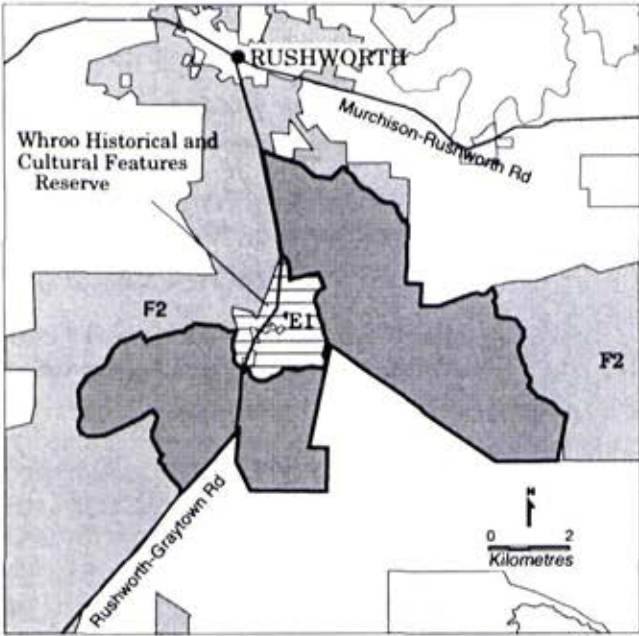 RUSHWORTH
Murchison-Rushworth Rd
Whroo Historical and
Cultural Features
Reserve
F2
E1
F2
N
0 2
Kilometres
Rushworth-Graytown Rd